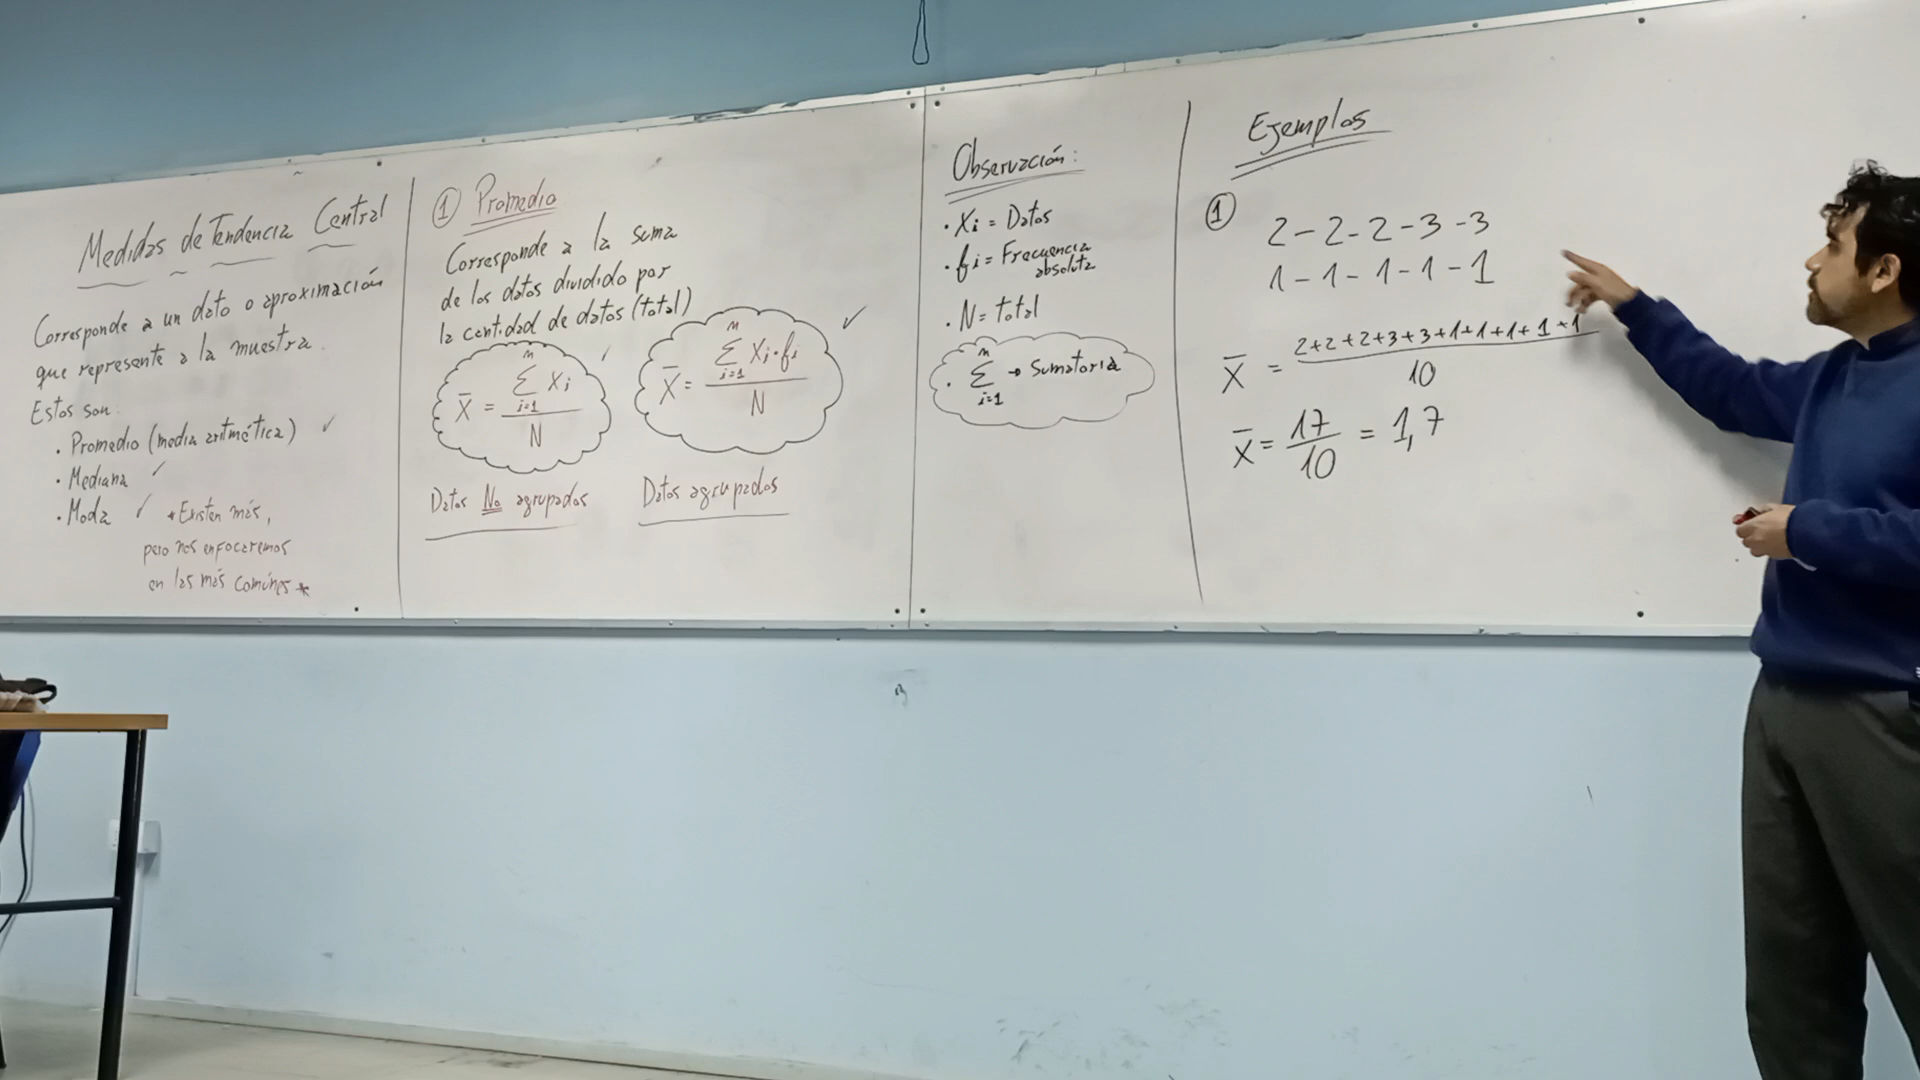 Medidas de Tendencia Central
Corresponde a un dato o aproximación
que represente a la muestra.
Estos son:
· Promedio (media aritmética) ✓
· Mediana ✓
· Moda ✓
*Existen más,
pero nos enfocaremos
en las más comúnes*
① Promedio
Corresponde a la suma
de los datos dividido por
la cantidad de datos (total)
x̄ = (∑_{i=1}^{n} xi) / N ✓
Datos No agrupados
x̄ = (∑_{i=1}^{n} xi·fi) / N ✓
Datos agrupados
Observación:
· Xi = Datos
· fi = Frecuencia
absoluta
· N = total
· ∑_{i=1}^{n} → Sumatoria
Ejemplos
① 2-2-2-3-3
1-1-1-1-1
x̄ = (2+2+2+3+3+1+1+1+1+1) / 10
x̄ = 17/10 = 1,7